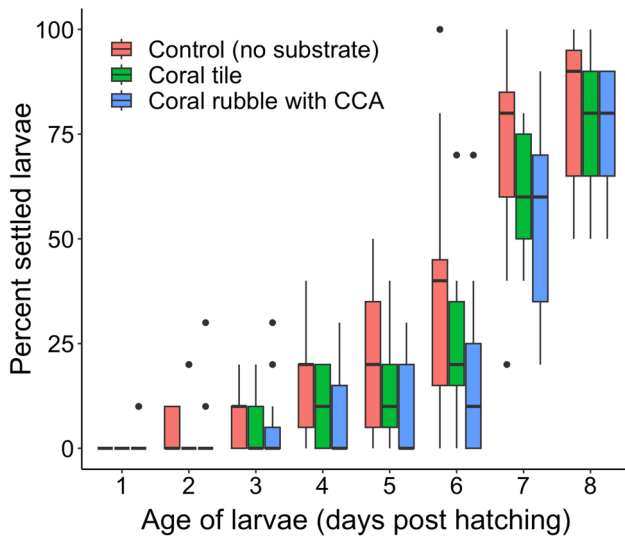 Control (no substrate)
Coral tile
Coral rubble with CCA
Percent settled larvae
100
75
50
25
0
1 2 3 4 5 6 7 8
Age of larvae (days post hatching)